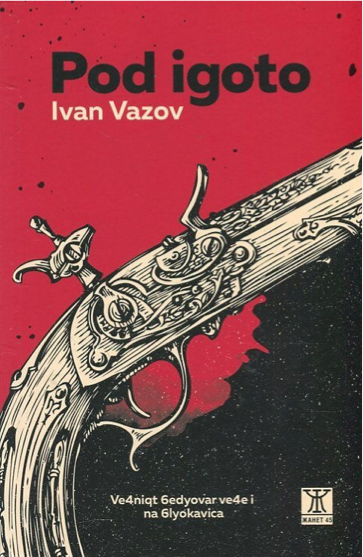 Pod igoto
Ivan Vazov
Ve4niqt 6edyovar ve4e i
na 6lyokavica
ЖАНЕТ 45